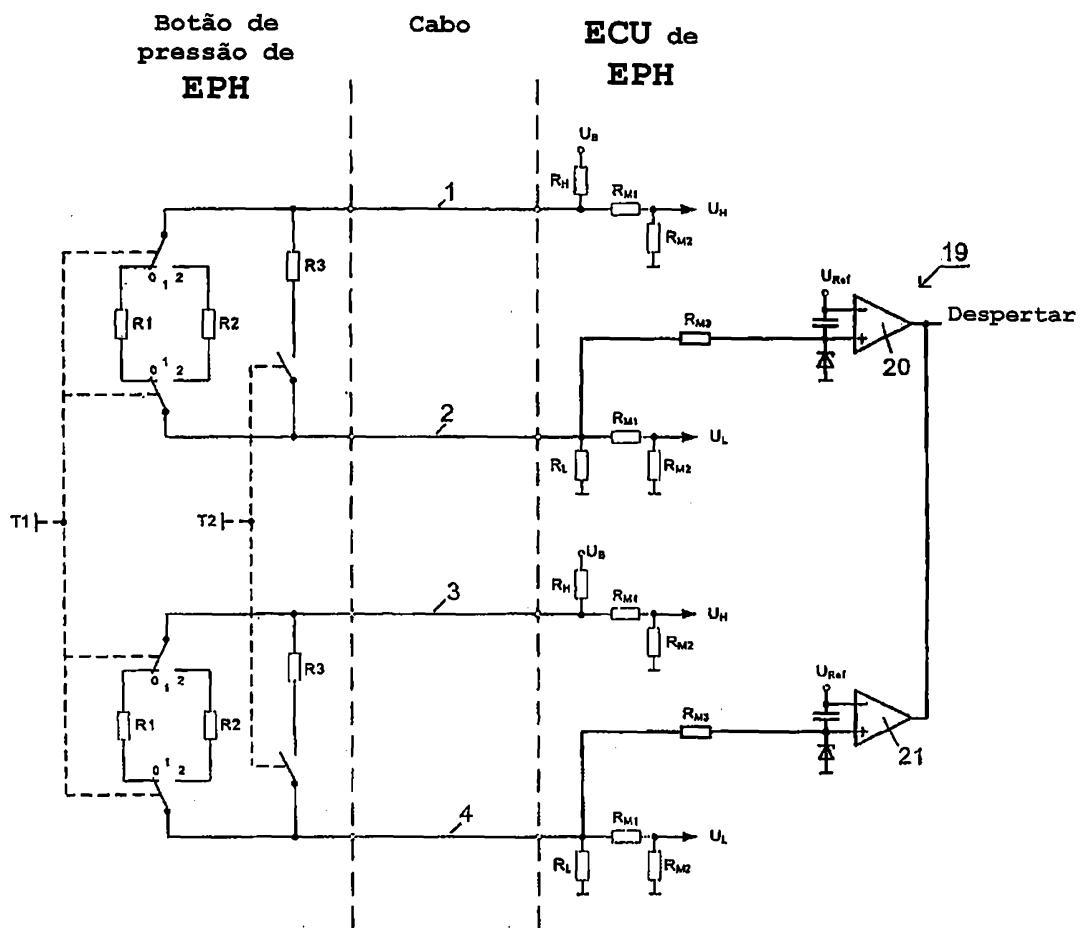 Botão de
pressão de
EPH
Cabo
ECU de
EPH
U_B
R_H
1
R_M1
U_H
R_M2
R3
0 1 2
R1
R2
0 1 2
19
U_Ref
Despertar
R_M3
20
2
R_M1
U_L
R_L
R_M2
T1
T2
U_B
R_H
3
R_M1
U_H
R_M2
R3
0 1 2
R1
R2
0 1 2
U_Ref
R_M3
21
4
R_M1
U_L
R_L
R_M2